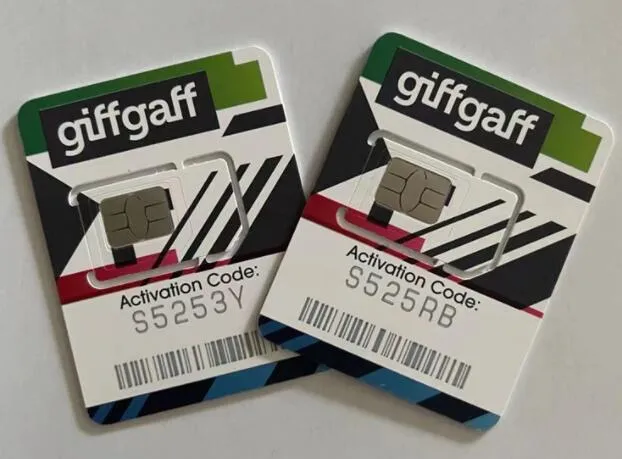 giffgaff
Activation Code:
S5253Y
giffgaff
Activation Code:
S525RB